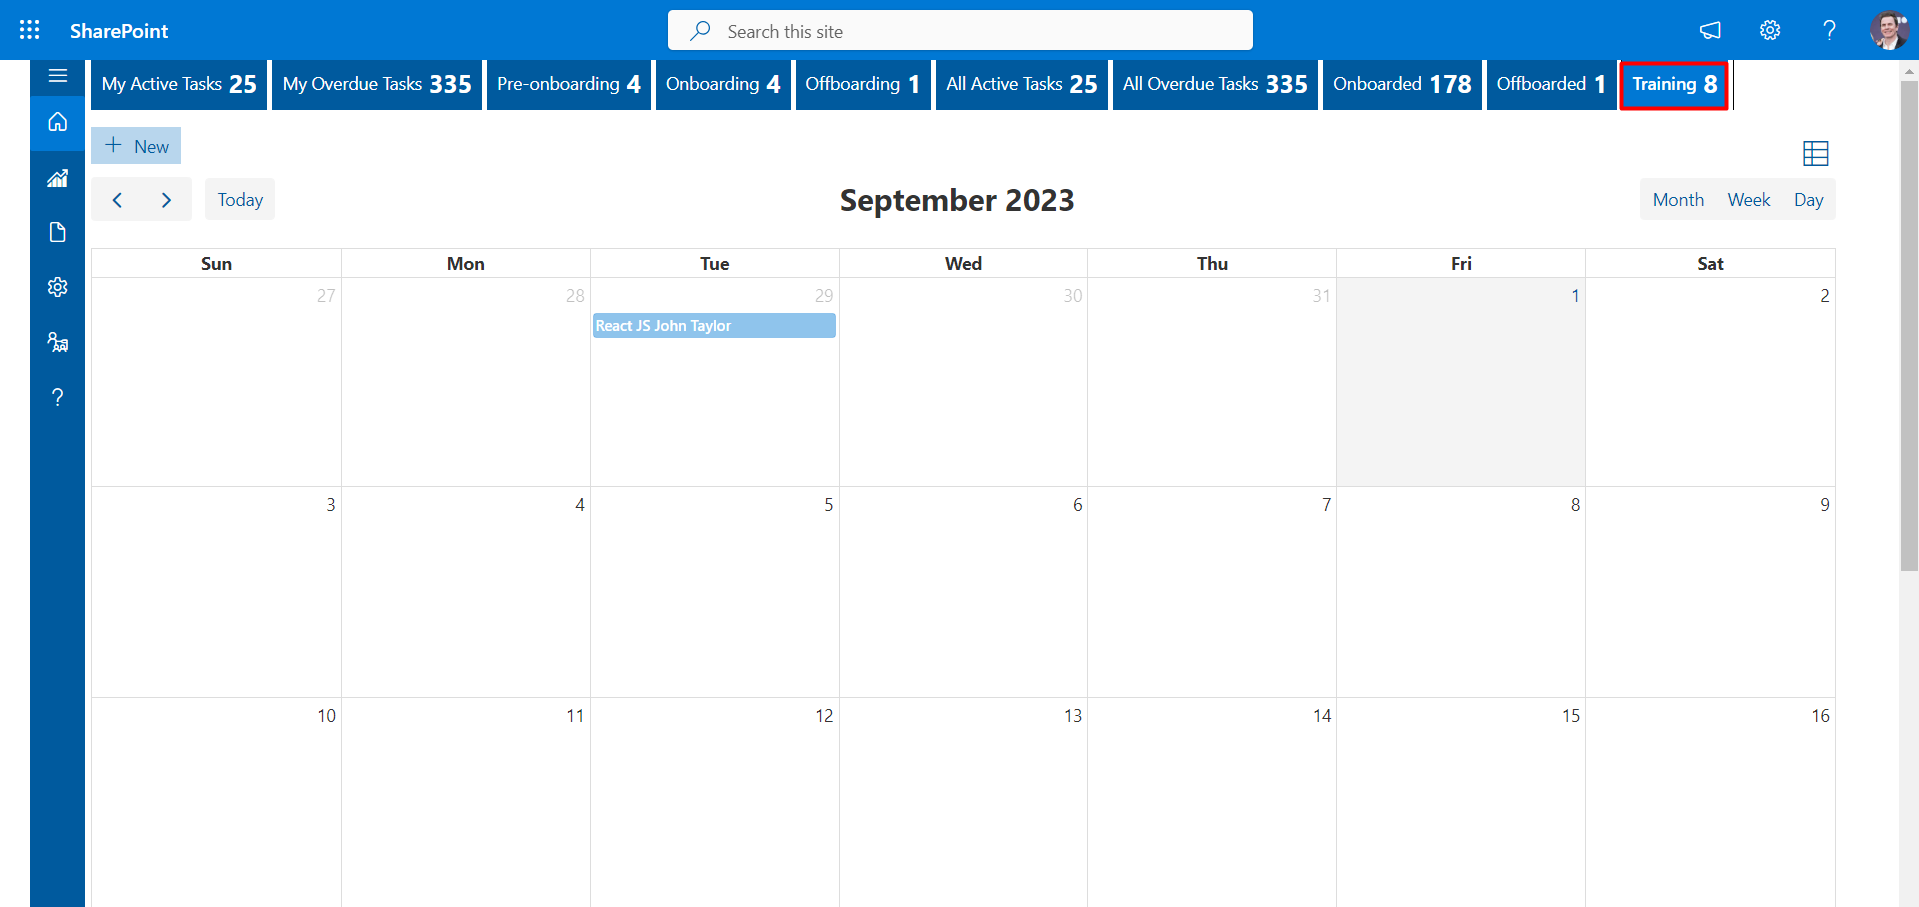 SharePoint
Search this site
?
My Active Tasks 25
My Overdue Tasks 335
Pre-onboarding 4
Onboarding 4
Offboarding 1
All Active Tasks 25
All Overdue Tasks 335
Onboarded 178
Offboarded 1
Training 8
+ New
< > Today
September 2023
Month Week Day
Sun Mon Tue Wed Thu Fri Sat
27 28 29 30 31 1 2
React JS John Taylor
?
3 4 5 6 7 8 9
10 11 12 13 14 15 16